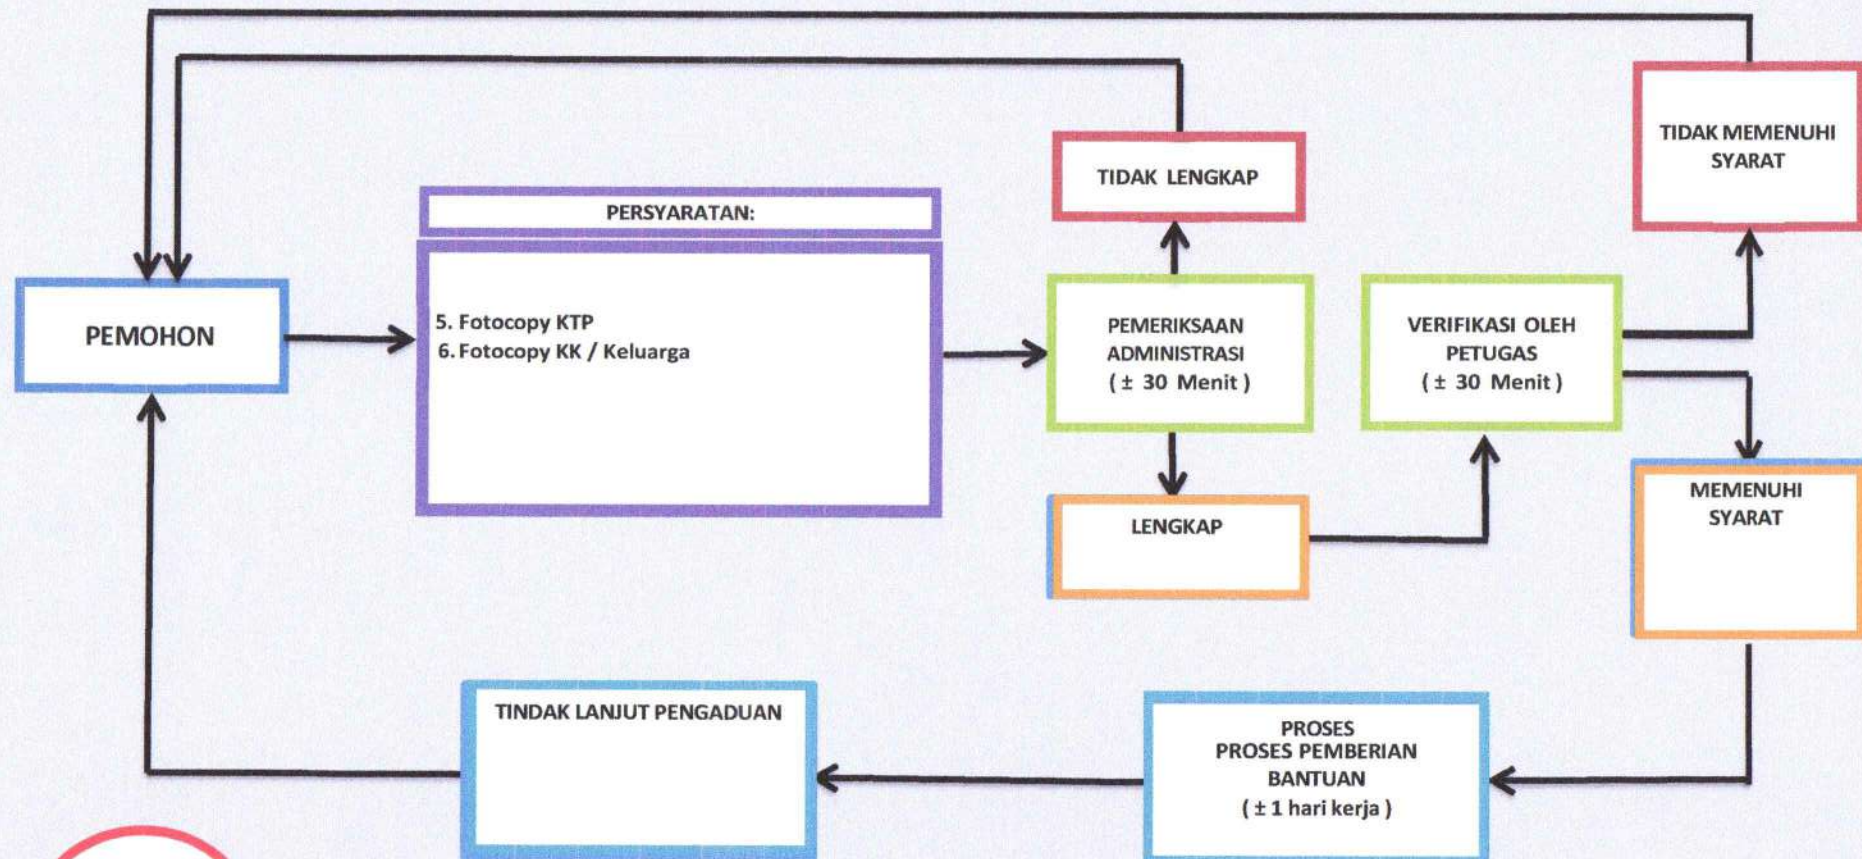 TIDAK MEMENUHI
SYARAT
TIDAK LENGKAP
PERSYARATAN:
PEMOHON
5. Fotocopy KTP
6. Fotocopy KK / Keluarga
PEMERIKSAAN
ADMINISTRASI
( ± 30 Menit )
VERIFIKASI OLEH
PETUGAS
( ± 30 Menit )
LENGKAP
MEMENUHI
SYARAT
TINDAK LANJUT PENGADUAN
PROSES
PROSES PEMBERIAN
BANTUAN
( ± 1 hari kerja )